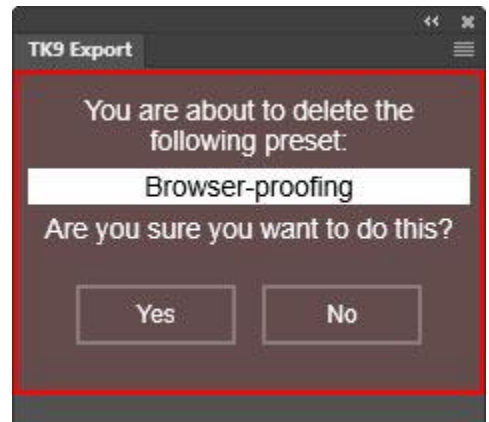 TK9 Export
You are about to delete the
following preset:
Browser-proofing
Are you sure you want to do this?
Yes
No